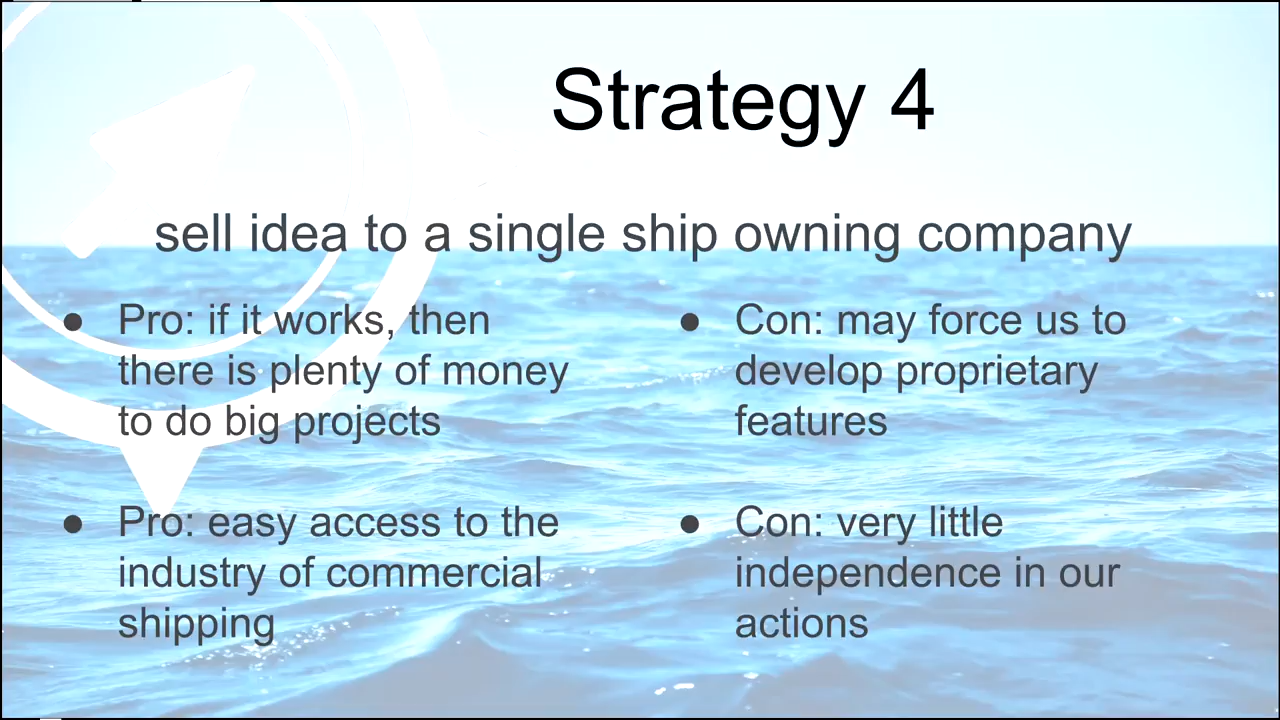 Strategy 4
sell idea to a single ship owning company
● Pro: if it works, then
there is plenty of money
to do big projects
● Pro: easy access to the
industry of commercial
shipping
● Con: may force us to
develop proprietary
features
● Con: very little
independence in our
actions